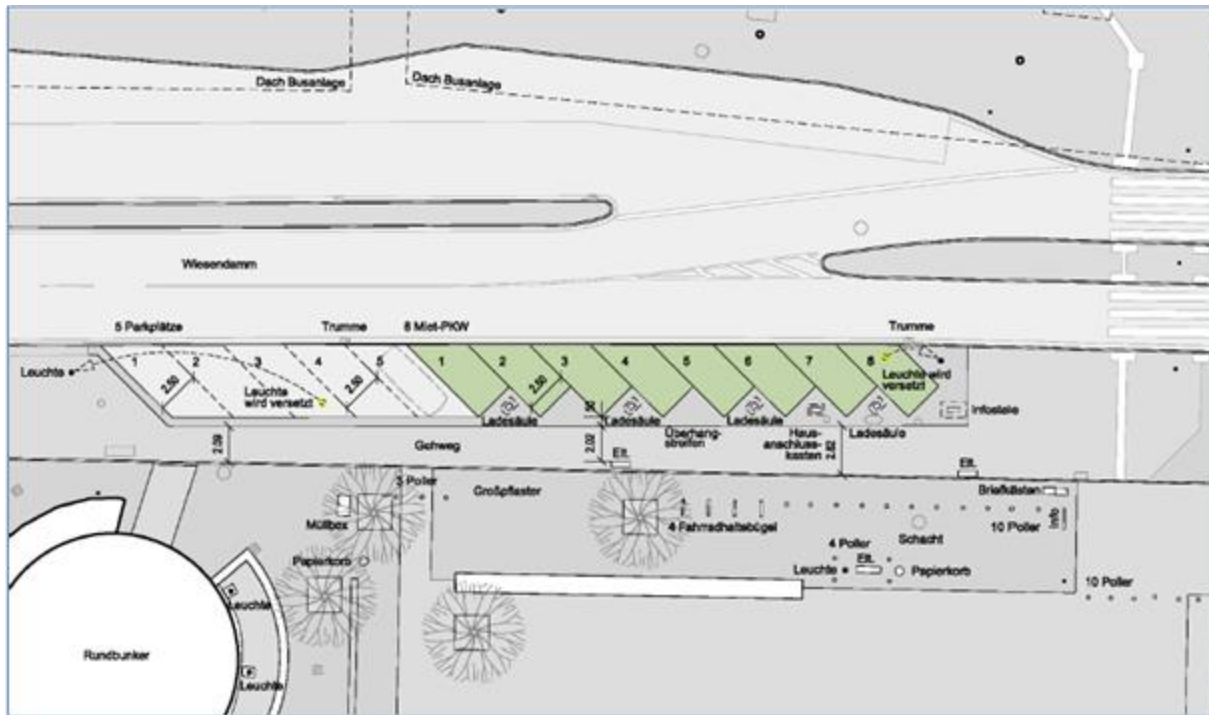 Dach Busanlage
Dach Busanlage
Wiesendamm
5 Parkplätze
Trumme
8 Miet-PKW
Trumme
1
2
3
4
5
1
2
3
4
5
6
7
8
Leuchte
2.50
Leuchte
wird versetzt
2.50
2.50
Leuchte wird
versetzt
Ladesäule
Ladesäule
Ladesäule
Ladesäule
Infostele
Überhang-
streifen
Haus-
anschluss-
kasten
2.02
2.62
Gehweg
Elt.
Elt.
3 Poller
Großpflaster
Briefkästen
Info
Müllbox
4 Fahrradhaltebügel
Schacht
10 Poller
4 Poller
Elt.
Papierkorb
Leuchte
Papierkorb
10 Poller
Leuchte
Rundbunker
Leuchte